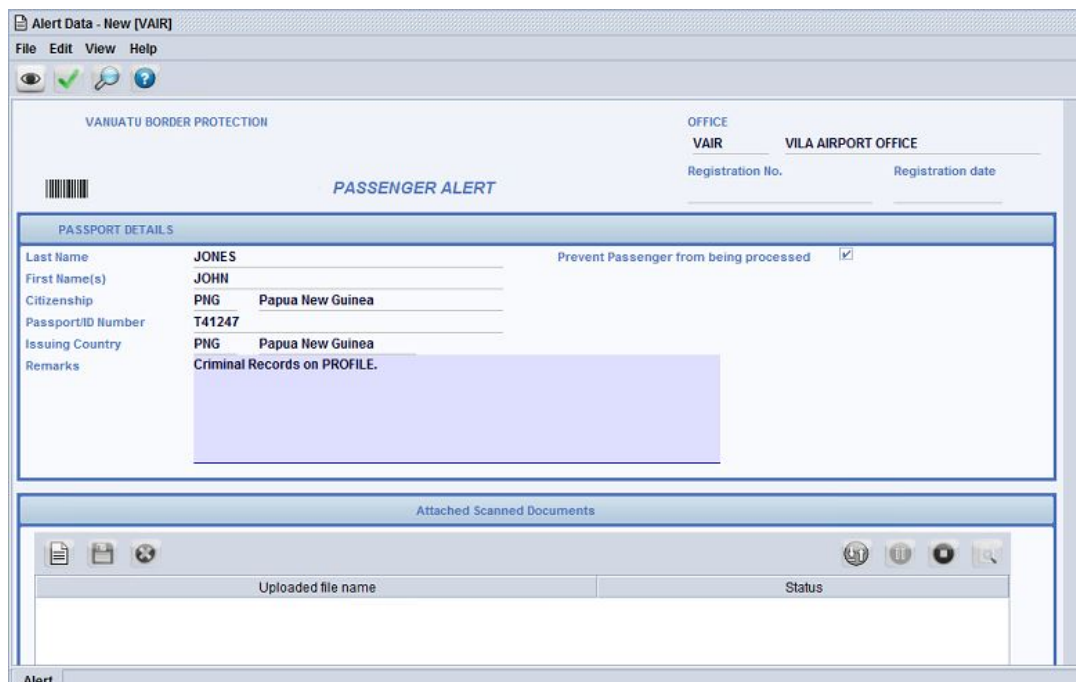 Alert Data - New [VAIR]
File Edit View Help
VANUATU BORDER PROTECTION
OFFICE
VAIR VILA AIRPORT OFFICE
Registration No. Registration date
PASSENGER ALERT
PASSPORT DETAILS
Last Name JONES Prevent Passenger from being processed
First Name(s) JOHN
Citizenship PNG Papua New Guinea
Passport/ID Number T41247
Issuing Country PNG Papua New Guinea
Remarks Criminal Records on PROFILE.
Attached Scanned Documents
Uploaded file name Status
Alert